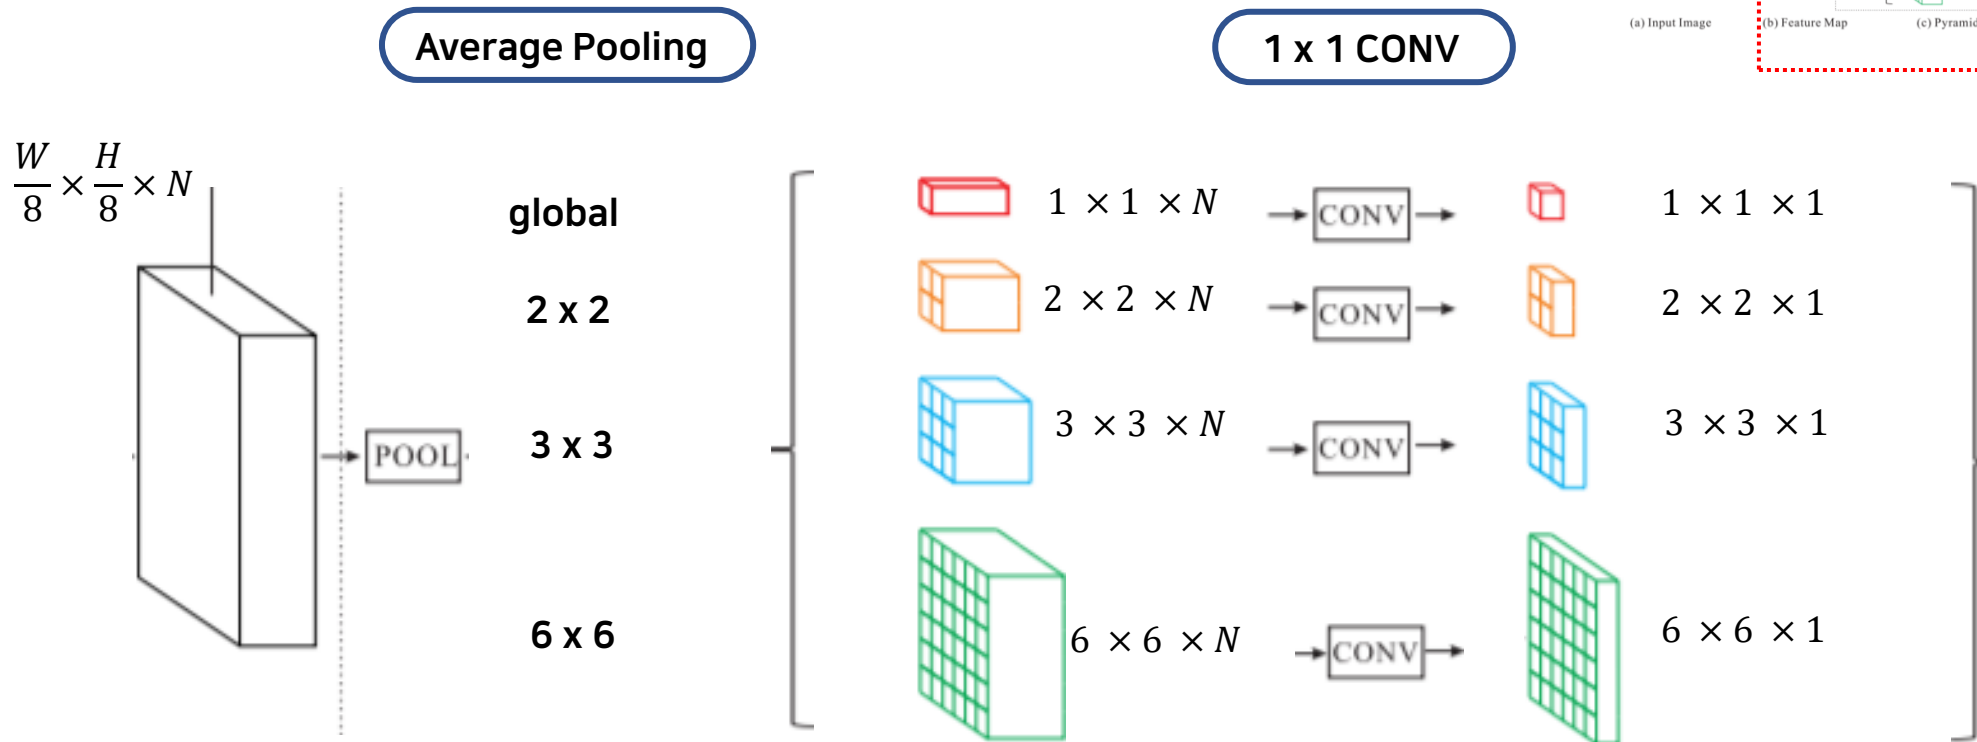 Average Pooling
1 x 1 CONV
(a) Input Image
(b) Feature Map
(c) Pyramid
W/8 × H/8 × N
global
1 × 1 × N
CONV
1 × 1 × 1
2 x 2
2 × 2 × N
CONV
2 × 2 × 1
POOL
3 x 3
3 × 3 × N
CONV
3 × 3 × 1
6 x 6
6 × 6 × N
CONV
6 × 6 × 1